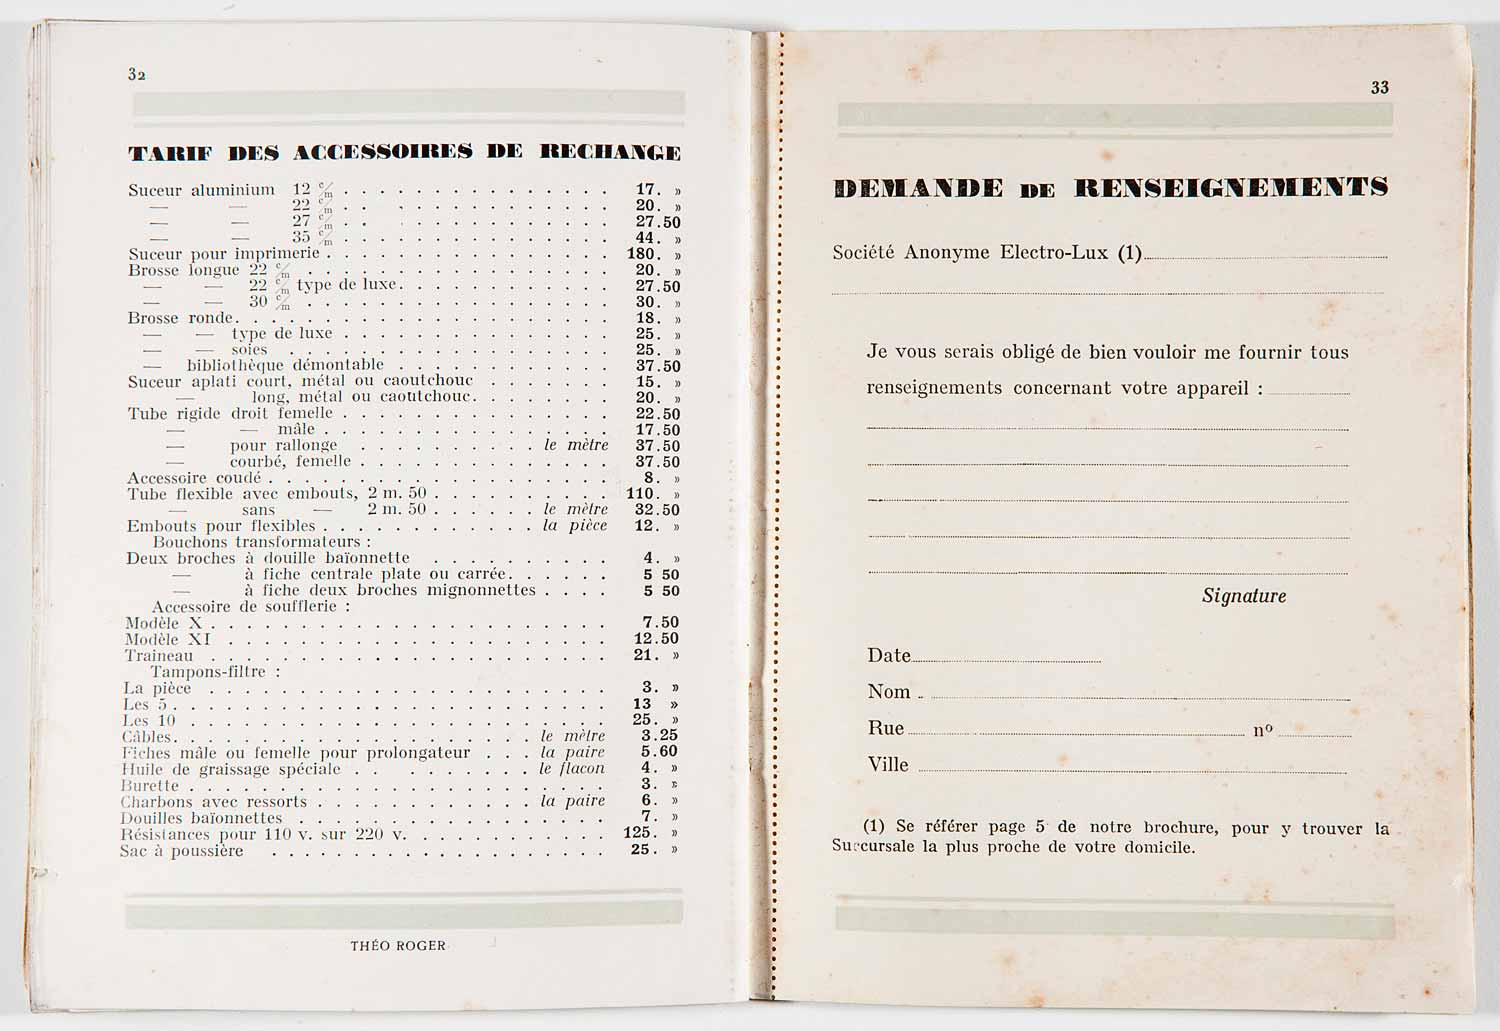 32
TARIF DES ACCESSOIRES DE RECHANGE
Suceur aluminium 12 c/m . . . . . . . . . . . . . . . 17. »
— — 22 c/m . . . . . . . . . . . . . . . 20. »
— — 27 c/m . . . . . . . . . . . . . . . 27.50
— — 35 c/m . . . . . . . . . . . . . . . 44. »
Suceur pour imprimerie . . . . . . . . . . . . . . . . 180. »
Brosse longue 22 c/m . . . . . . . . . . . . . . . . . 20. »
— — 22 c/m type de luxe. . . . . . . . . . . . 27.50
— — 30 c/m . . . . . . . . . . . . . . . . . 30. »
Brosse ronde. . . . . . . . . . . . . . . . . . . . . 18. »
— — type de luxe . . . . . . . . . . . . . . . 25. »
— — soies . . . . . . . . . . . . . . . . . . 25. »
— bibliothèque démontable . . . . . . . . . . . . 37.50
Suceur aplati court, métal ou caoutchouc . . . . . . . 15. »
— long, métal ou caoutchouc. . . . . . . . 20. »
Tube rigide droit femelle . . . . . . . . . . . . . . . 22.50
— — mâle . . . . . . . . . . . . . . . . 17.50
— pour rallonge . . . . . . . . . . . le mètre 37.50
— courbé, femelle . . . . . . . . . . . . . . 37.50
Accessoire coudé . . . . . . . . . . . . . . . . . . . 8. »
Tube flexible avec embouts, 2 m. 50 . . . . . . . . . . 110. »
— sans — 2 m. 50 . . . . . . le mètre 32.50
Embouts pour flexibles . . . . . . . . . . . . la pièce 12. »
Bouchons transformateurs :
Deux broches à douille baïonnette . . . . . . . . . . 4. »
— à fiche centrale plate ou carrée. . . . . . 5 50
— à fiche deux broches mignonnettes . . . . 5 50
Accessoire de soufflerie :
Modèle X . . . . . . . . . . . . . . . . . . . . . . . 7.50
Modèle XI . . . . . . . . . . . . . . . . . . . . . . 12.50
Traineau . . . . . . . . . . . . . . . . . . . . . . . 21. »
Tampons-filtre :
La pièce . . . . . . . . . . . . . . . . . . . . . . . 3. »
Les 5 . . . . . . . . . . . . . . . . . . . . . . . . . 13 »
Les 10 . . . . . . . . . . . . . . . . . . . . . . . . 25. »
Câbles. . . . . . . . . . . . . . . . . . . . le mètre 3.25
Fiches mâle ou femelle pour prolongateur . . . la paire 5.60
Huile de graissage spéciale . . . . . . . . . le flacon 4. »
Burette . . . . . . . . . . . . . . . . . . . . . . . . 3. »
Charbons avec ressorts . . . . . . . . . . . . la paire 6. »
Douilles baïonnettes . . . . . . . . . . . . . . . . . 7. »
Résistances pour 110 v. sur 220 v. . . . . . . . . . . . 125. »
Sac à poussière . . . . . . . . . . . . . . . . . . . 25. »
THÉO ROGER
33
DEMANDE DE RENSEIGNEMENTS
Société Anonyme Electro-Lux (1)
Je vous serais obligé de bien vouloir me fournir tous
renseignements concernant votre appareil :
Signature
Date
Nom
Rue nº
Ville
(1) Se référer page 5 de notre brochure, pour y trouver la
Succursale la plus proche de votre domicile.